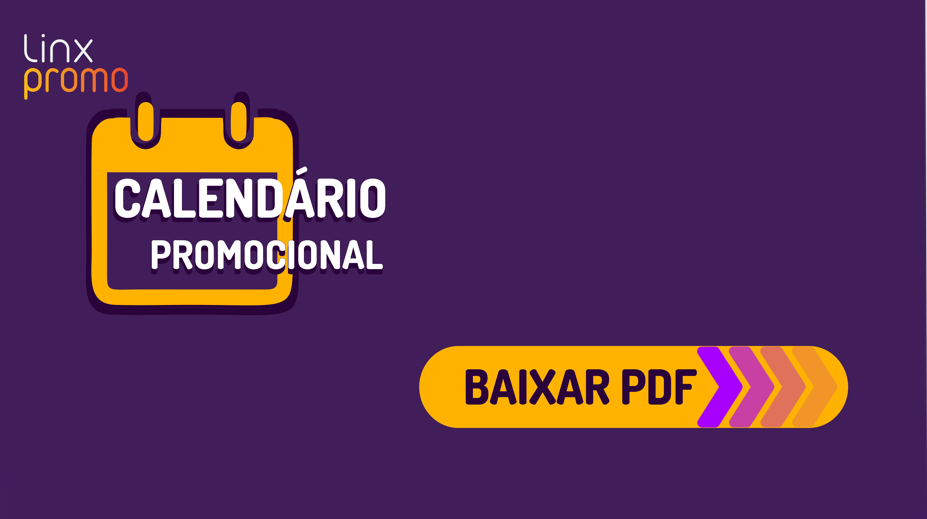 Linx
promo
CALENDÁRIO
PROMOCIONAL
BAIXAR PDF